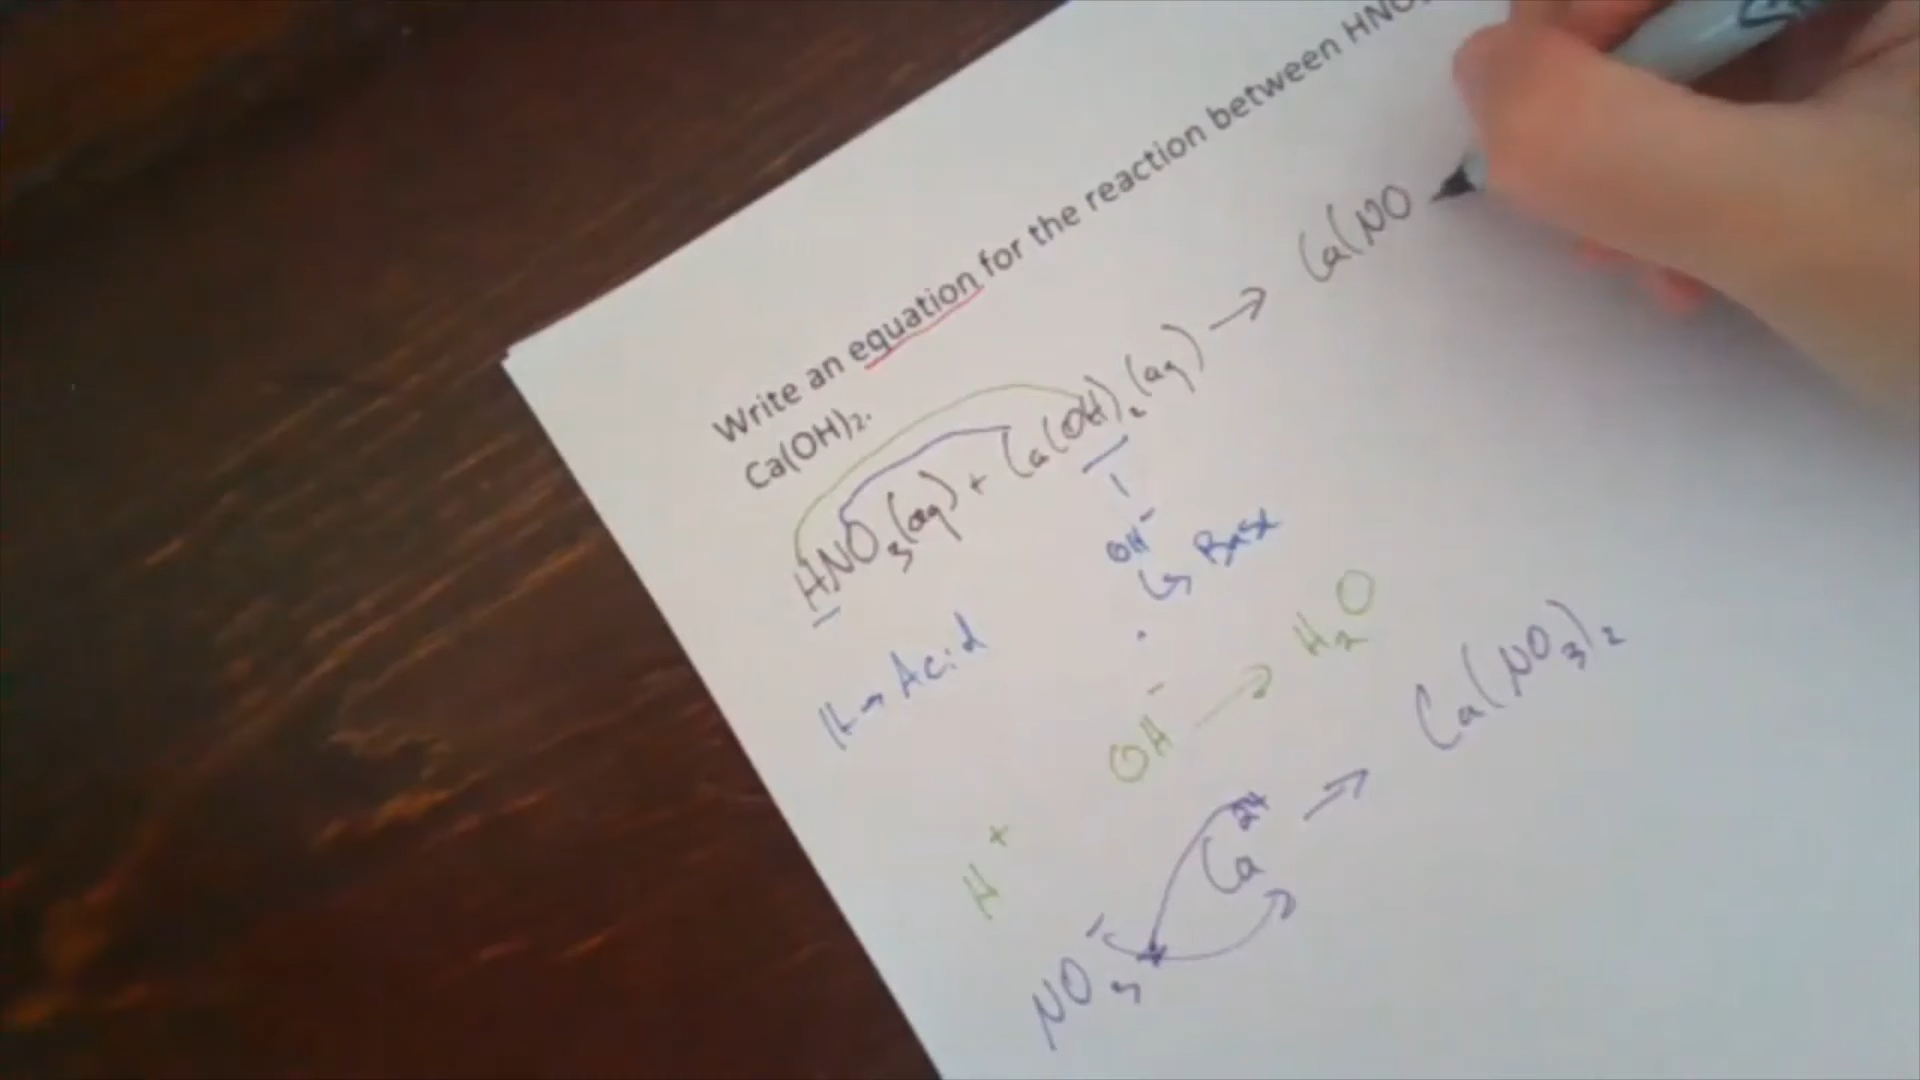 Write an equation for the reaction between HNO
Ca(OH)₂.
HNO₃(aq) + Ca(OH)₂(aq) → Ca(NO
OH⁻
↳ Base
H → Acid
H⁺ OH⁻ → H₂O
NO₃⁻ Ca²⁺ → Ca(NO₃)₂